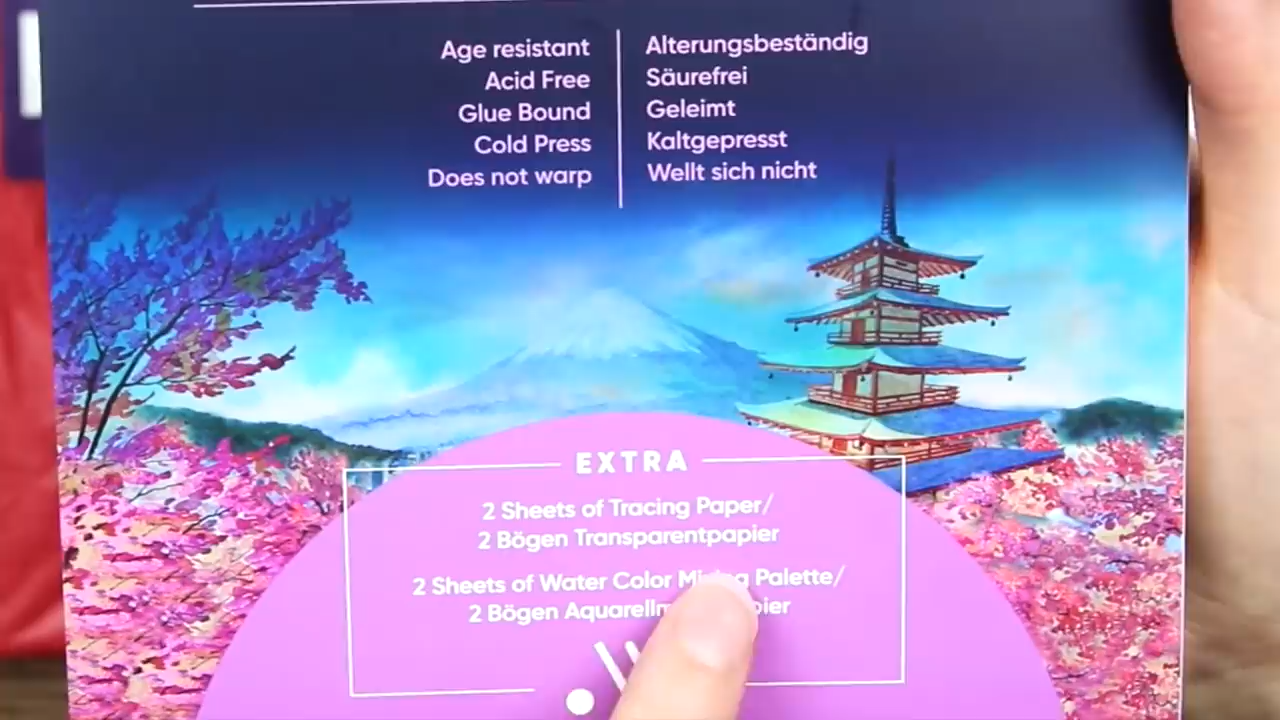 Age resistant
Acid Free
Glue Bound
Cold Press
Does not warp
Alterungsbeständig
Säurefrei
Geleimt
Kaltgepresst
Wellt sich nicht
EXTRA
2 Sheets of Tracing Paper/
2 Bögen Transparentpapier
2 Sheets of Water Color Mixing Palette/
2 Bögen